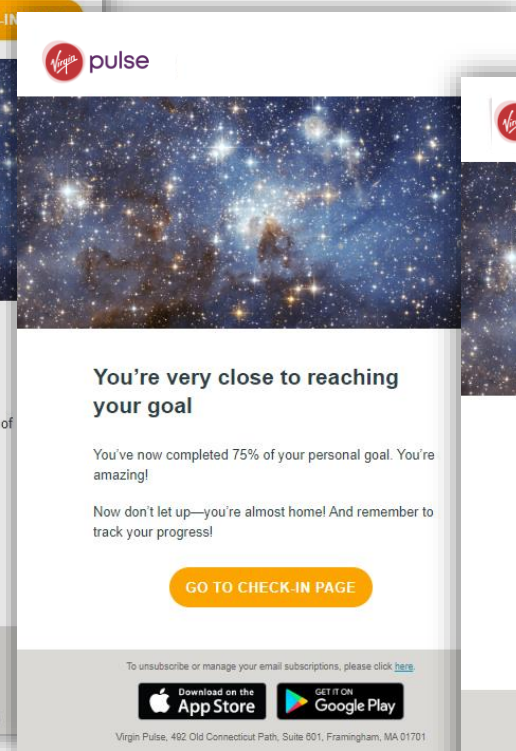 -IN
Virgin pulse
You’re very close to reaching
your goal
of
You’ve now completed 75% of your personal goal. You’re
amazing!
Now don’t let up—you’re almost home! And remember to
track your progress!
GO TO CHECK-IN PAGE
To unsubscribe or manage your email subscriptions, please click here.
Download on the
App Store
GET IT ON
Google Play
Virgin Pulse, 492 Old Connecticut Path, Suite 601, Framingham, MA 01701